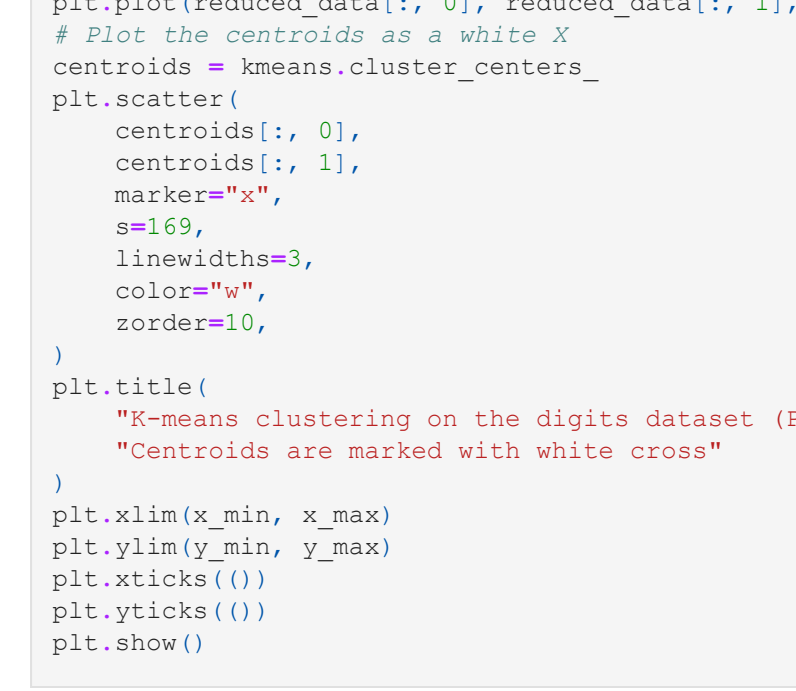 plt.plot(reduced_data[:, 0], reduced_data[:, 1],
# Plot the centroids as a white X
centroids = kmeans.cluster_centers_
plt.scatter(
    centroids[:, 0],
    centroids[:, 1],
    marker="x",
    s=169,
    linewidths=3,
    color="w",
    zorder=10,
)
plt.title(
    "K-means clustering on the digits dataset (
    "Centroids are marked with white cross"
)
plt.xlim(x_min, x_max)
plt.ylim(y_min, y_max)
plt.xticks(())
plt.yticks(())
plt.show()